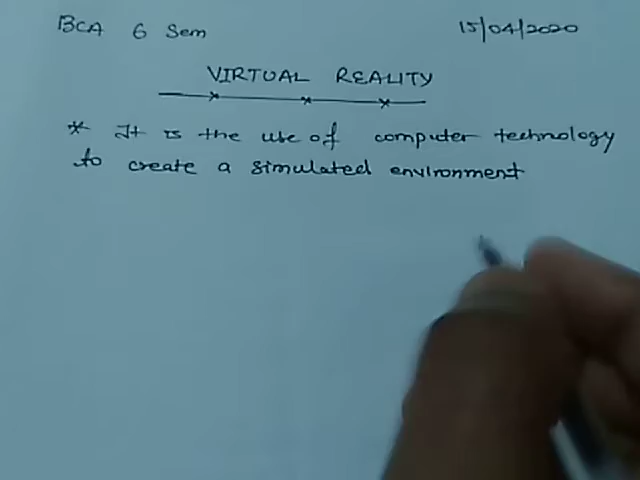 BCA 6 Sem
15/04/2020
VIRTUAL REALITY
* It is the use of computer technology
to create a simulated environment